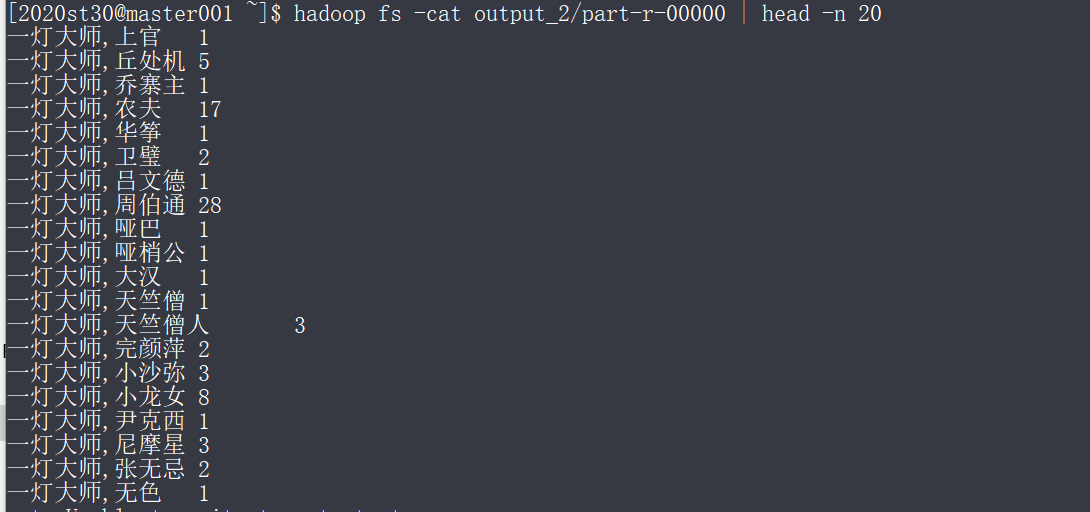 [2020st30@master001 ~]$ hadoop fs -cat output_2/part-r-00000 | head -n 20
一灯大师,上官 1
一灯大师,丘处机 5
一灯大师,乔寨主 1
一灯大师,农夫 17
一灯大师,华筝 1
一灯大师,卫璧 2
一灯大师,吕文德 1
一灯大师,周伯通 28
一灯大师,哑巴 1
一灯大师,哑梢公 1
一灯大师,大汉 1
一灯大师,天竺僧 1
一灯大师,天竺僧人 3
一灯大师,完颜萍 2
一灯大师,小沙弥 3
一灯大师,小龙女 8
一灯大师,尹克西 1
一灯大师,尼摩星 3
一灯大师,张无忌 2
一灯大师,无色 1